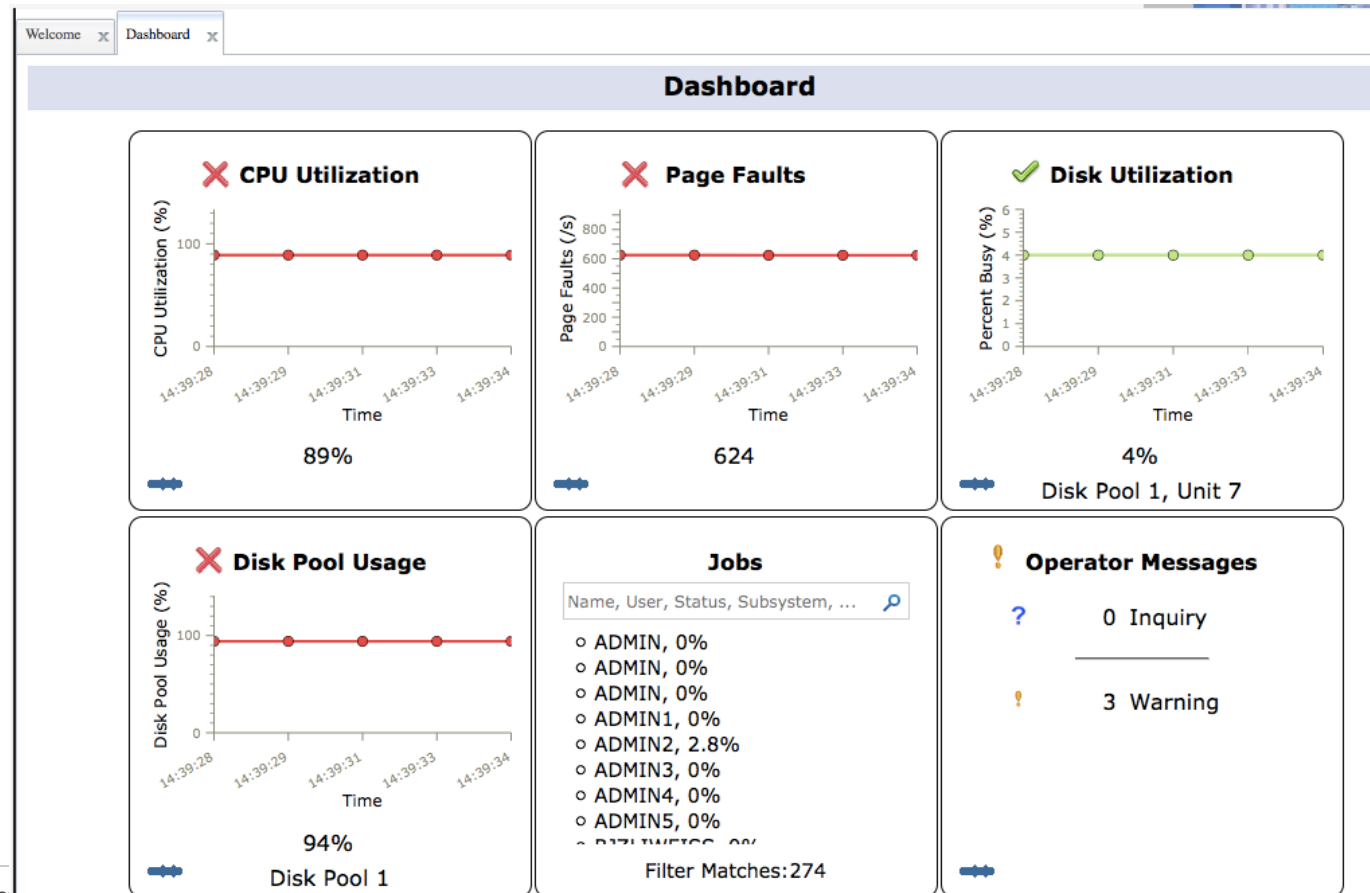 Welcome x Dashboard x
Dashboard
CPU Utilization
CPU Utilization (%)
100
0
14:39:28 14:39:29 14:39:31 14:39:33 14:39:34
Time
89%
Page Faults
Page Faults (/s)
800
600
400
200
0
14:39:28 14:39:29 14:39:31 14:39:33 14:39:34
Time
624
Disk Utilization
Percent Busy (%)
6
5
4
3
2
1
0
14:39:28 14:39:29 14:39:31 14:39:33 14:39:34
Time
4%
Disk Pool 1, Unit 7
Disk Pool Usage
Disk Pool Usage (%)
100
0
14:39:28 14:39:29 14:39:31 14:39:33 14:39:34
Time
94%
Disk Pool 1
Jobs
Name, User, Status, Subsystem, ...
ADMIN, 0%
ADMIN, 0%
ADMIN, 0%
ADMIN1, 0%
ADMIN2, 2.8%
ADMIN3, 0%
ADMIN4, 0%
ADMIN5, 0%
Filter Matches:274
! Operator Messages
? 0 Inquiry
! 3 Warning